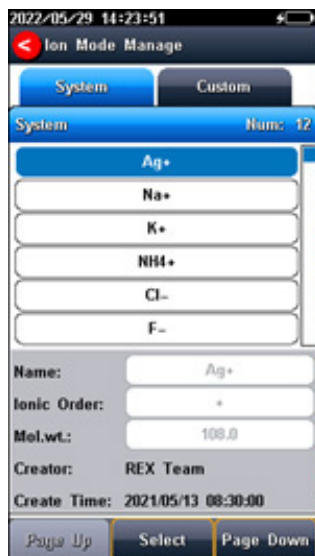 2022/05/29 14:23:51
< Ion Mode Manage
System Custom
System Num: 12
Ag+
Na+
K+
NH4+
Cl-
F-
Name: Ag+
Ionic Order: +
Mol.wt.: 108.0
Creator: REX Team
Create Time: 2021/05/13 08:30:00
Page Up Select Page Down